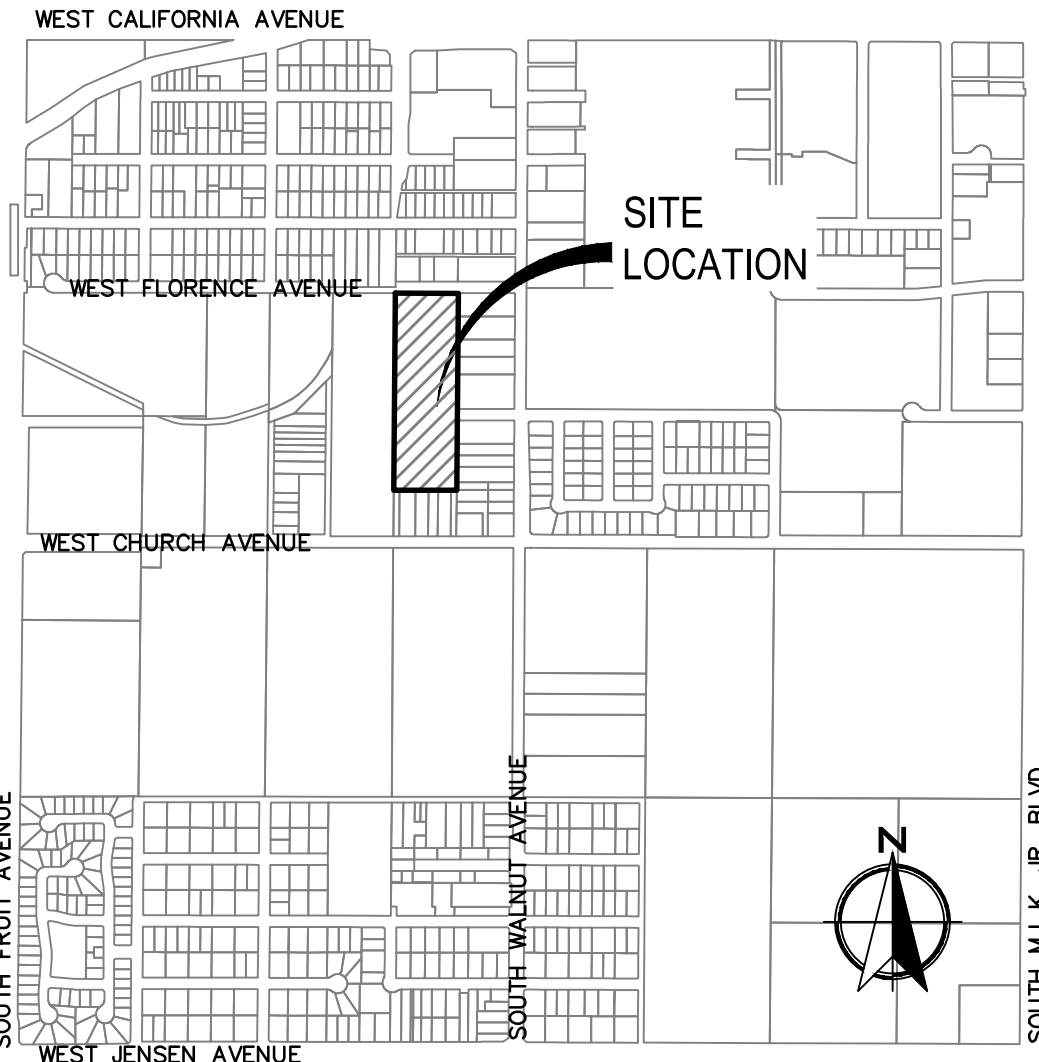 WEST CALIFORNIA AVENUE
SITE
LOCATION
WEST FLORENCE AVENUE
WEST CHURCH AVENUE
SOUTH FRUIT AVENUE
SOUTH WALNUT AVENUE
SOUTH M.L.K. JR. BLVD.
N
WEST JENSEN AVENUE